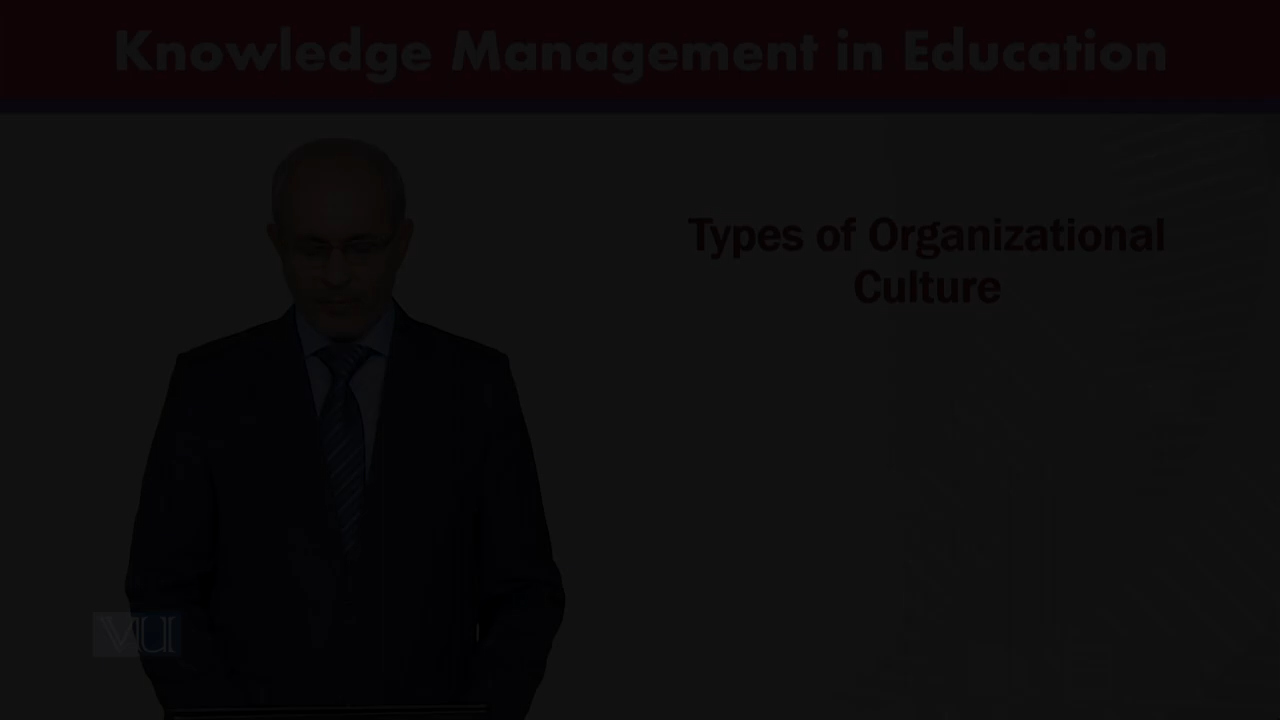 Knowledge Management in Education
Types of Organizational
Culture
VU